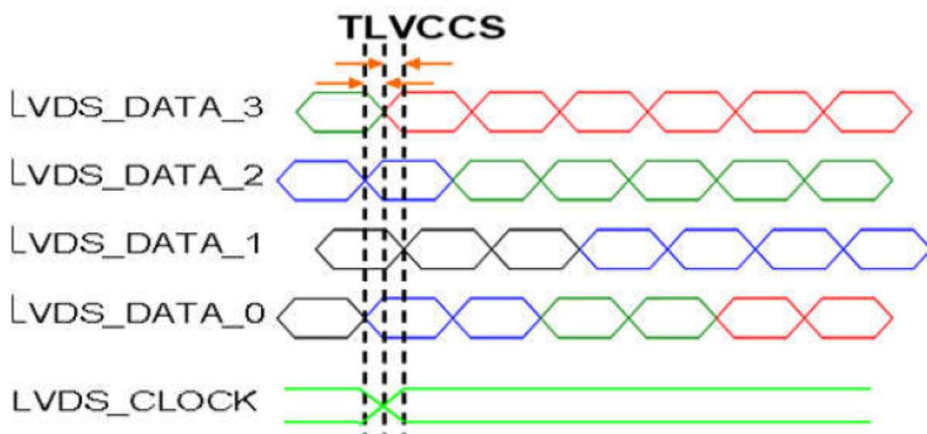 TLVCCS
LVDS_DATA_3
LVDS_DATA_2
LVDS_DATA_1
LVDS_DATA_0
LVDS_CLOCK